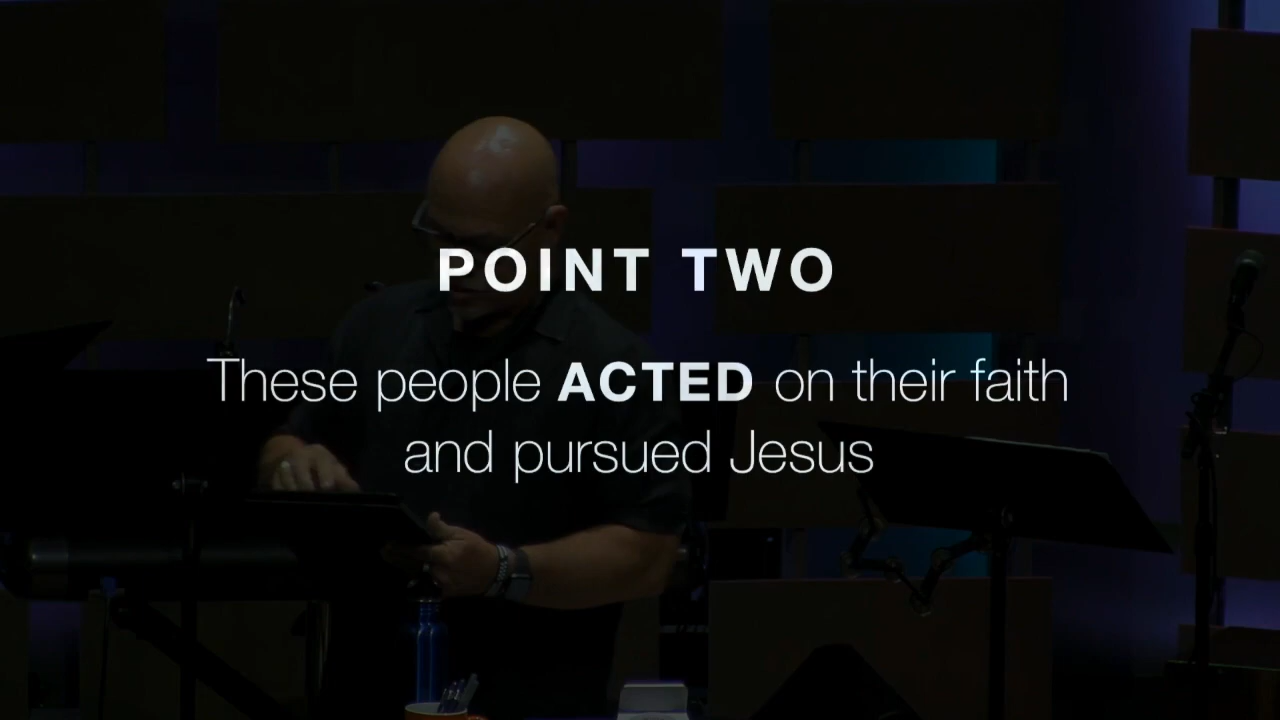 POINT TWO
These people ACTED on their faith
and pursued Jesus